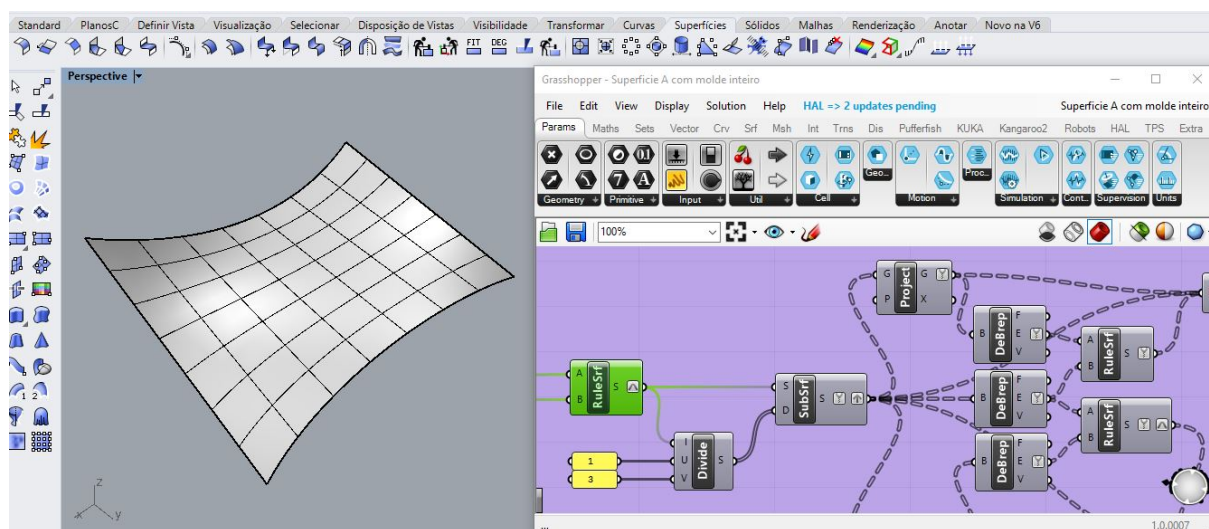 Standard PlanosC Definir Vista Visualização Selecionar Disposição de Vistas Visibilidade Transformar Curvas Superfícies Sólidos Malhas Renderização Anotar Novo na V6
FIT DEG
Perspective
1 2
z
x y
Grasshopper - Superficie A com molde inteiro
File Edit View Display Solution Help HAL => 2 updates pending Superficie A com molde inteiro
Params Maths Sets Vector Crv Srf Msh Int Trns Dis Pufferfish KUKA Kangaroo2 Robots HAL TPS Extra
Geo... Proc...
Geometry Primitive Input Util Cell Motion Simulation Cont... Supervision Units
100%
G P Project G X
B DeBrep F E V
A B RuleSrf S
A B RuleSrf S
S D SubSrf S
B DeBrep F E V
A B RuleSrf S
I U V Divide S
1
3
B DeBrep F E V
...
1.0.0007